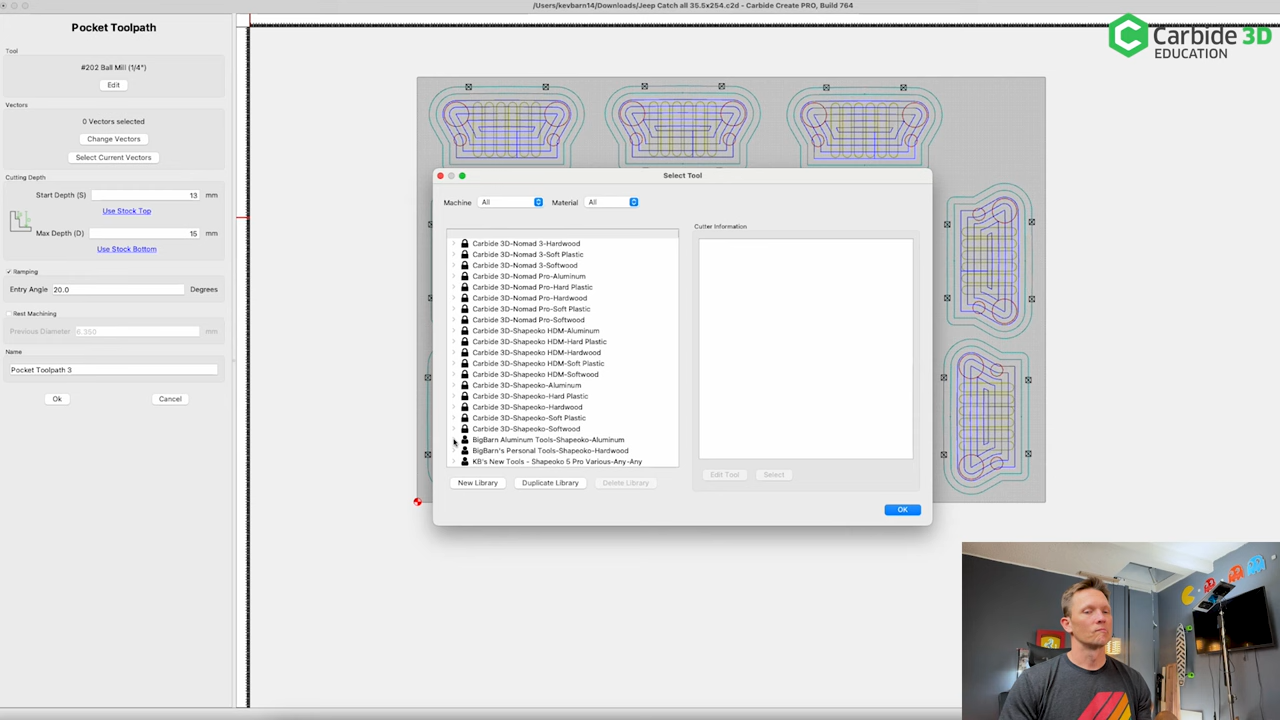 /Users/kevbarn14/Downloads/Jeep Catch all 35.5x254.c2d - Carbide Create PRO, Build 764
Carbide 3D
EDUCATION
Pocket Toolpath
Tool
#202 Ball Mill (1/4")
Edit
Vectors
0 Vectors selected
Change Vectors
Select Current Vectors
Cutting Depth
Start Depth (S) 13 mm
Use Stock Top
Max Depth (D) 15 mm
Use Stock Bottom
Ramping
Entry Angle 20.0 Degrees
Rest Machining
Previous Diameter: 6.350 mm
Name
Pocket Toolpath 3
Ok
Cancel
Select Tool
Machine All Material All
Carbide 3D-Nomad 3-Hardwood
Carbide 3D-Nomad 3-Soft Plastic
Carbide 3D-Nomad 3-Softwood
Carbide 3D-Nomad Pro-Aluminum
Carbide 3D-Nomad Pro-Hard Plastic
Carbide 3D-Nomad Pro-Hardwood
Carbide 3D-Nomad Pro-Soft Plastic
Carbide 3D-Nomad Pro-Softwood
Carbide 3D-Shapeoko HDM-Aluminum
Carbide 3D-Shapeoko HDM-Hard Plastic
Carbide 3D-Shapeoko HDM-Hardwood
Carbide 3D-Shapeoko HDM-Soft Plastic
Carbide 3D-Shapeoko HDM-Softwood
Carbide 3D-Shapeoko-Aluminum
Carbide 3D-Shapeoko-Hard Plastic
Carbide 3D-Shapeoko-Hardwood
Carbide 3D-Shapeoko-Soft Plastic
Carbide 3D-Shapeoko-Softwood
BigBarn Aluminum Tools-Shapeoko-Aluminum
BigBarn's Personal Tools-Shapeoko-Hardwood
KB's New Tools - Shapeoko 5 Pro Various-Any-Any
New Library
Duplicate Library
Delete Library
Cutter Information
Edit Tool
Select
OK